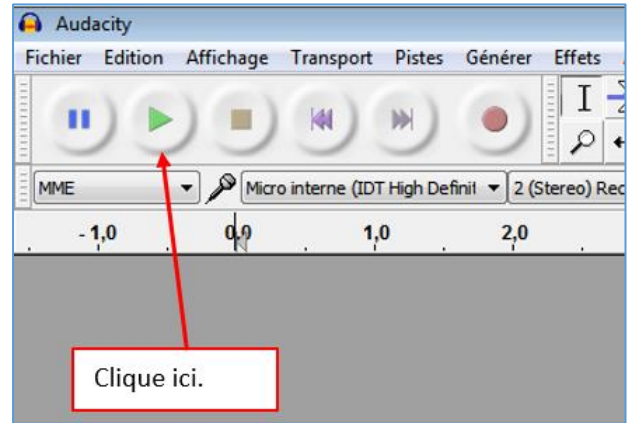 Audacity
Fichier Edition Affichage Transport Pistes Générer Effets
MME Micro interne (IDT High Definit 2 (Stereo) Rec
- 1,0 0,0 1,0 2,0
Clique ici.